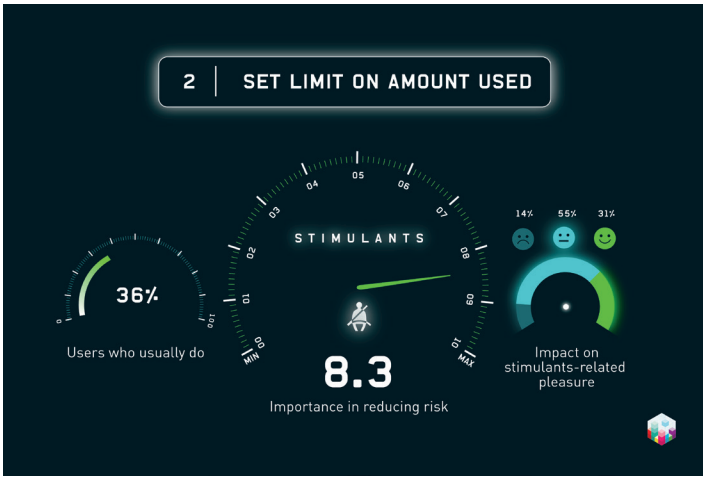 2 | SET LIMIT ON AMOUNT USED
STIMULANTS
MIN
00
01
02
03
04
05
06
07
08
09
10
MAX
8.3
Importance in reducing risk
0
100
36%
Users who usually do
14% 55% 31%
Impact on
stimulants-related
pleasure